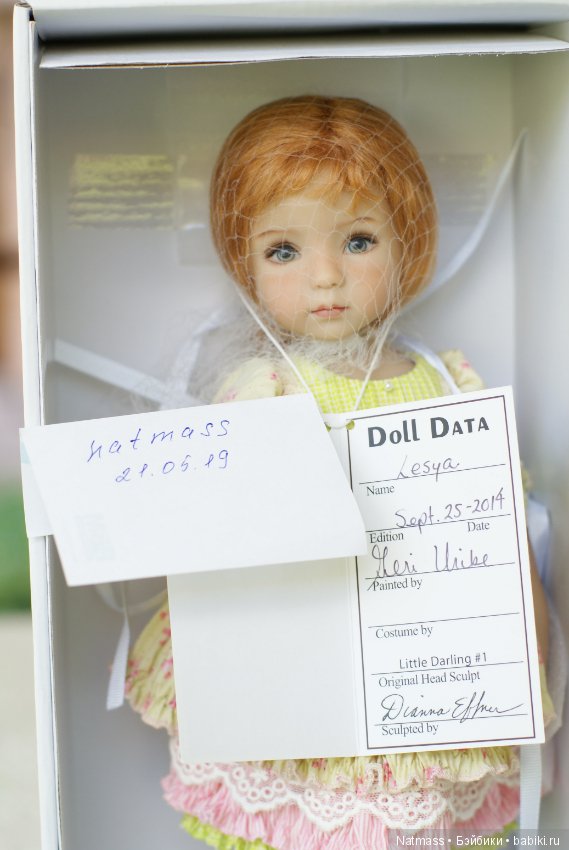 natmass
21.05.19
DOLL DATA
Lesya
Name
Sept. 25-2014
Edition Date
Geri Uribe
Painted by
Costume by
Little Darling #1
Original Head Sculpt
Dianna Effner
Sculpted by
Natmass • Бэйбики • babiki.ru